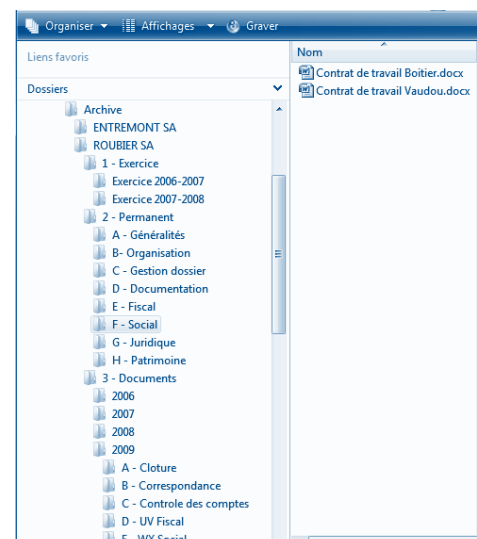 Organiser Affichages Graver
Liens favoris
Dossiers
Archive
ENTREMONT SA
ROUBIER SA
1 - Exercice
Exercice 2006-2007
Exercice 2007-2008
2 - Permanent
A - Généralités
B- Organisation
C - Gestion dossier
D - Documentation
E - Fiscal
F - Social
G - Juridique
H - Patrimoine
3 - Documents
2006
2007
2008
2009
A - Cloture
B - Correspondance
C - Controle des comptes
D - UV Fiscal
E - WX Social
Nom
Contrat de travail Boitier.docx
Contrat de travail Vaudou.docx